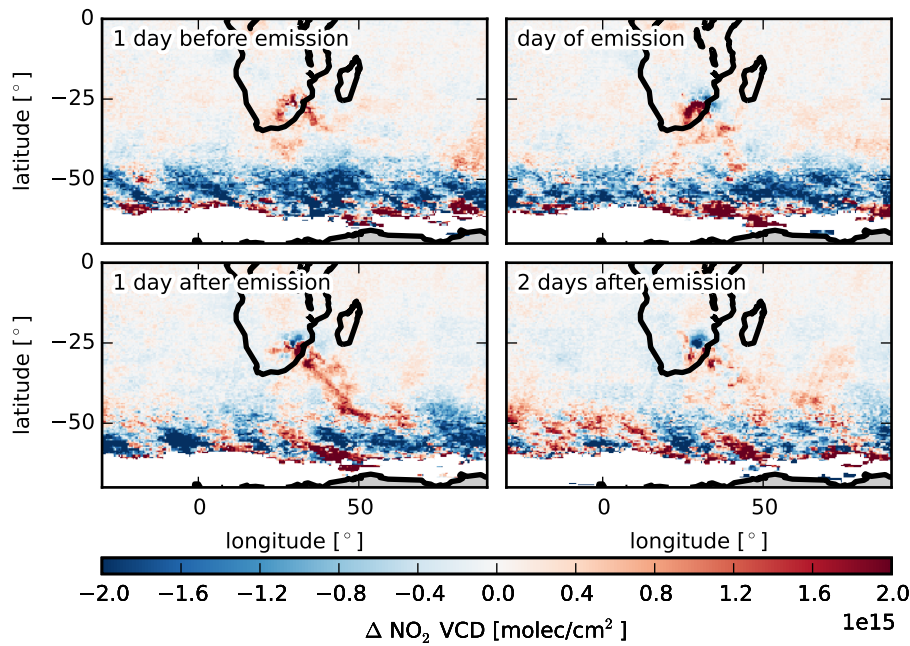 1 day before emission
day of emission
0
−25
−50
latitude [°]
1 day after emission
2 days after emission
0
−25
−50
latitude [°]
0 50 0 50
longitude [°] longitude [°]
−2.0 −1.6 −1.2 −0.8 −0.4 0.0 0.4 0.8 1.2 1.6 2.0
1e15
Δ NO₂ VCD [molec/cm² ]